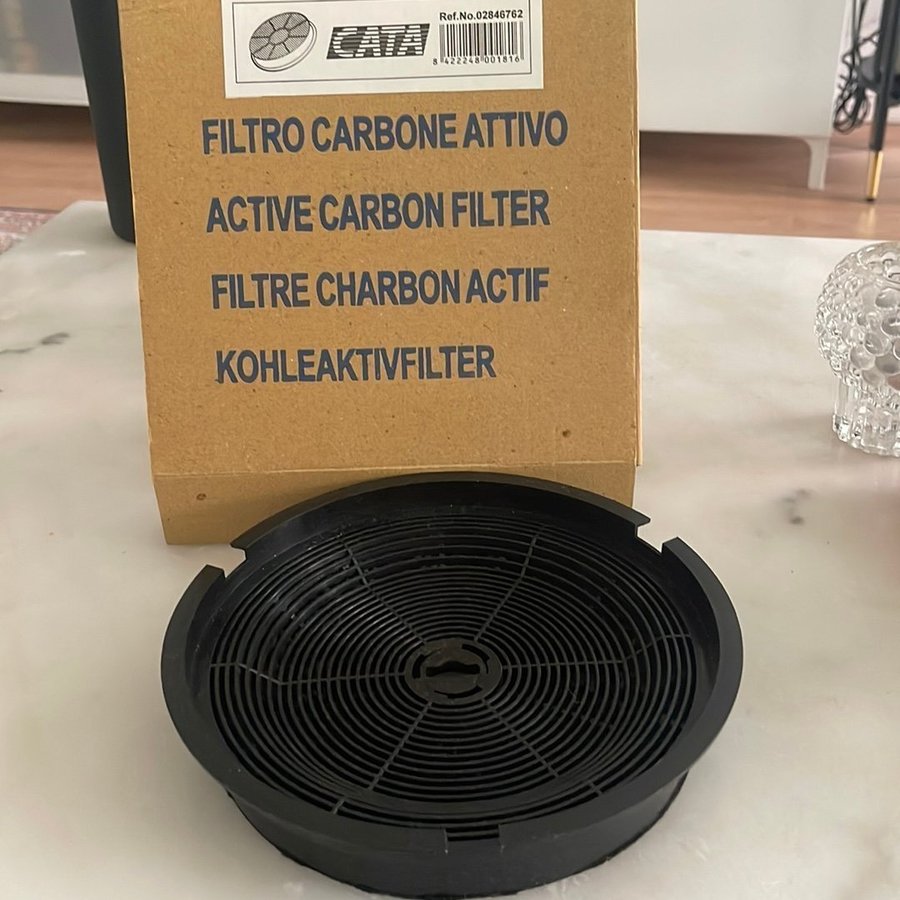 Ref.No.02846762
CATA
8 422248 001816
FILTRO CARBONE ATTIVO
ACTIVE CARBON FILTER
FILTRE CHARBON ACTIF
KOHLEAKTIVFILTER